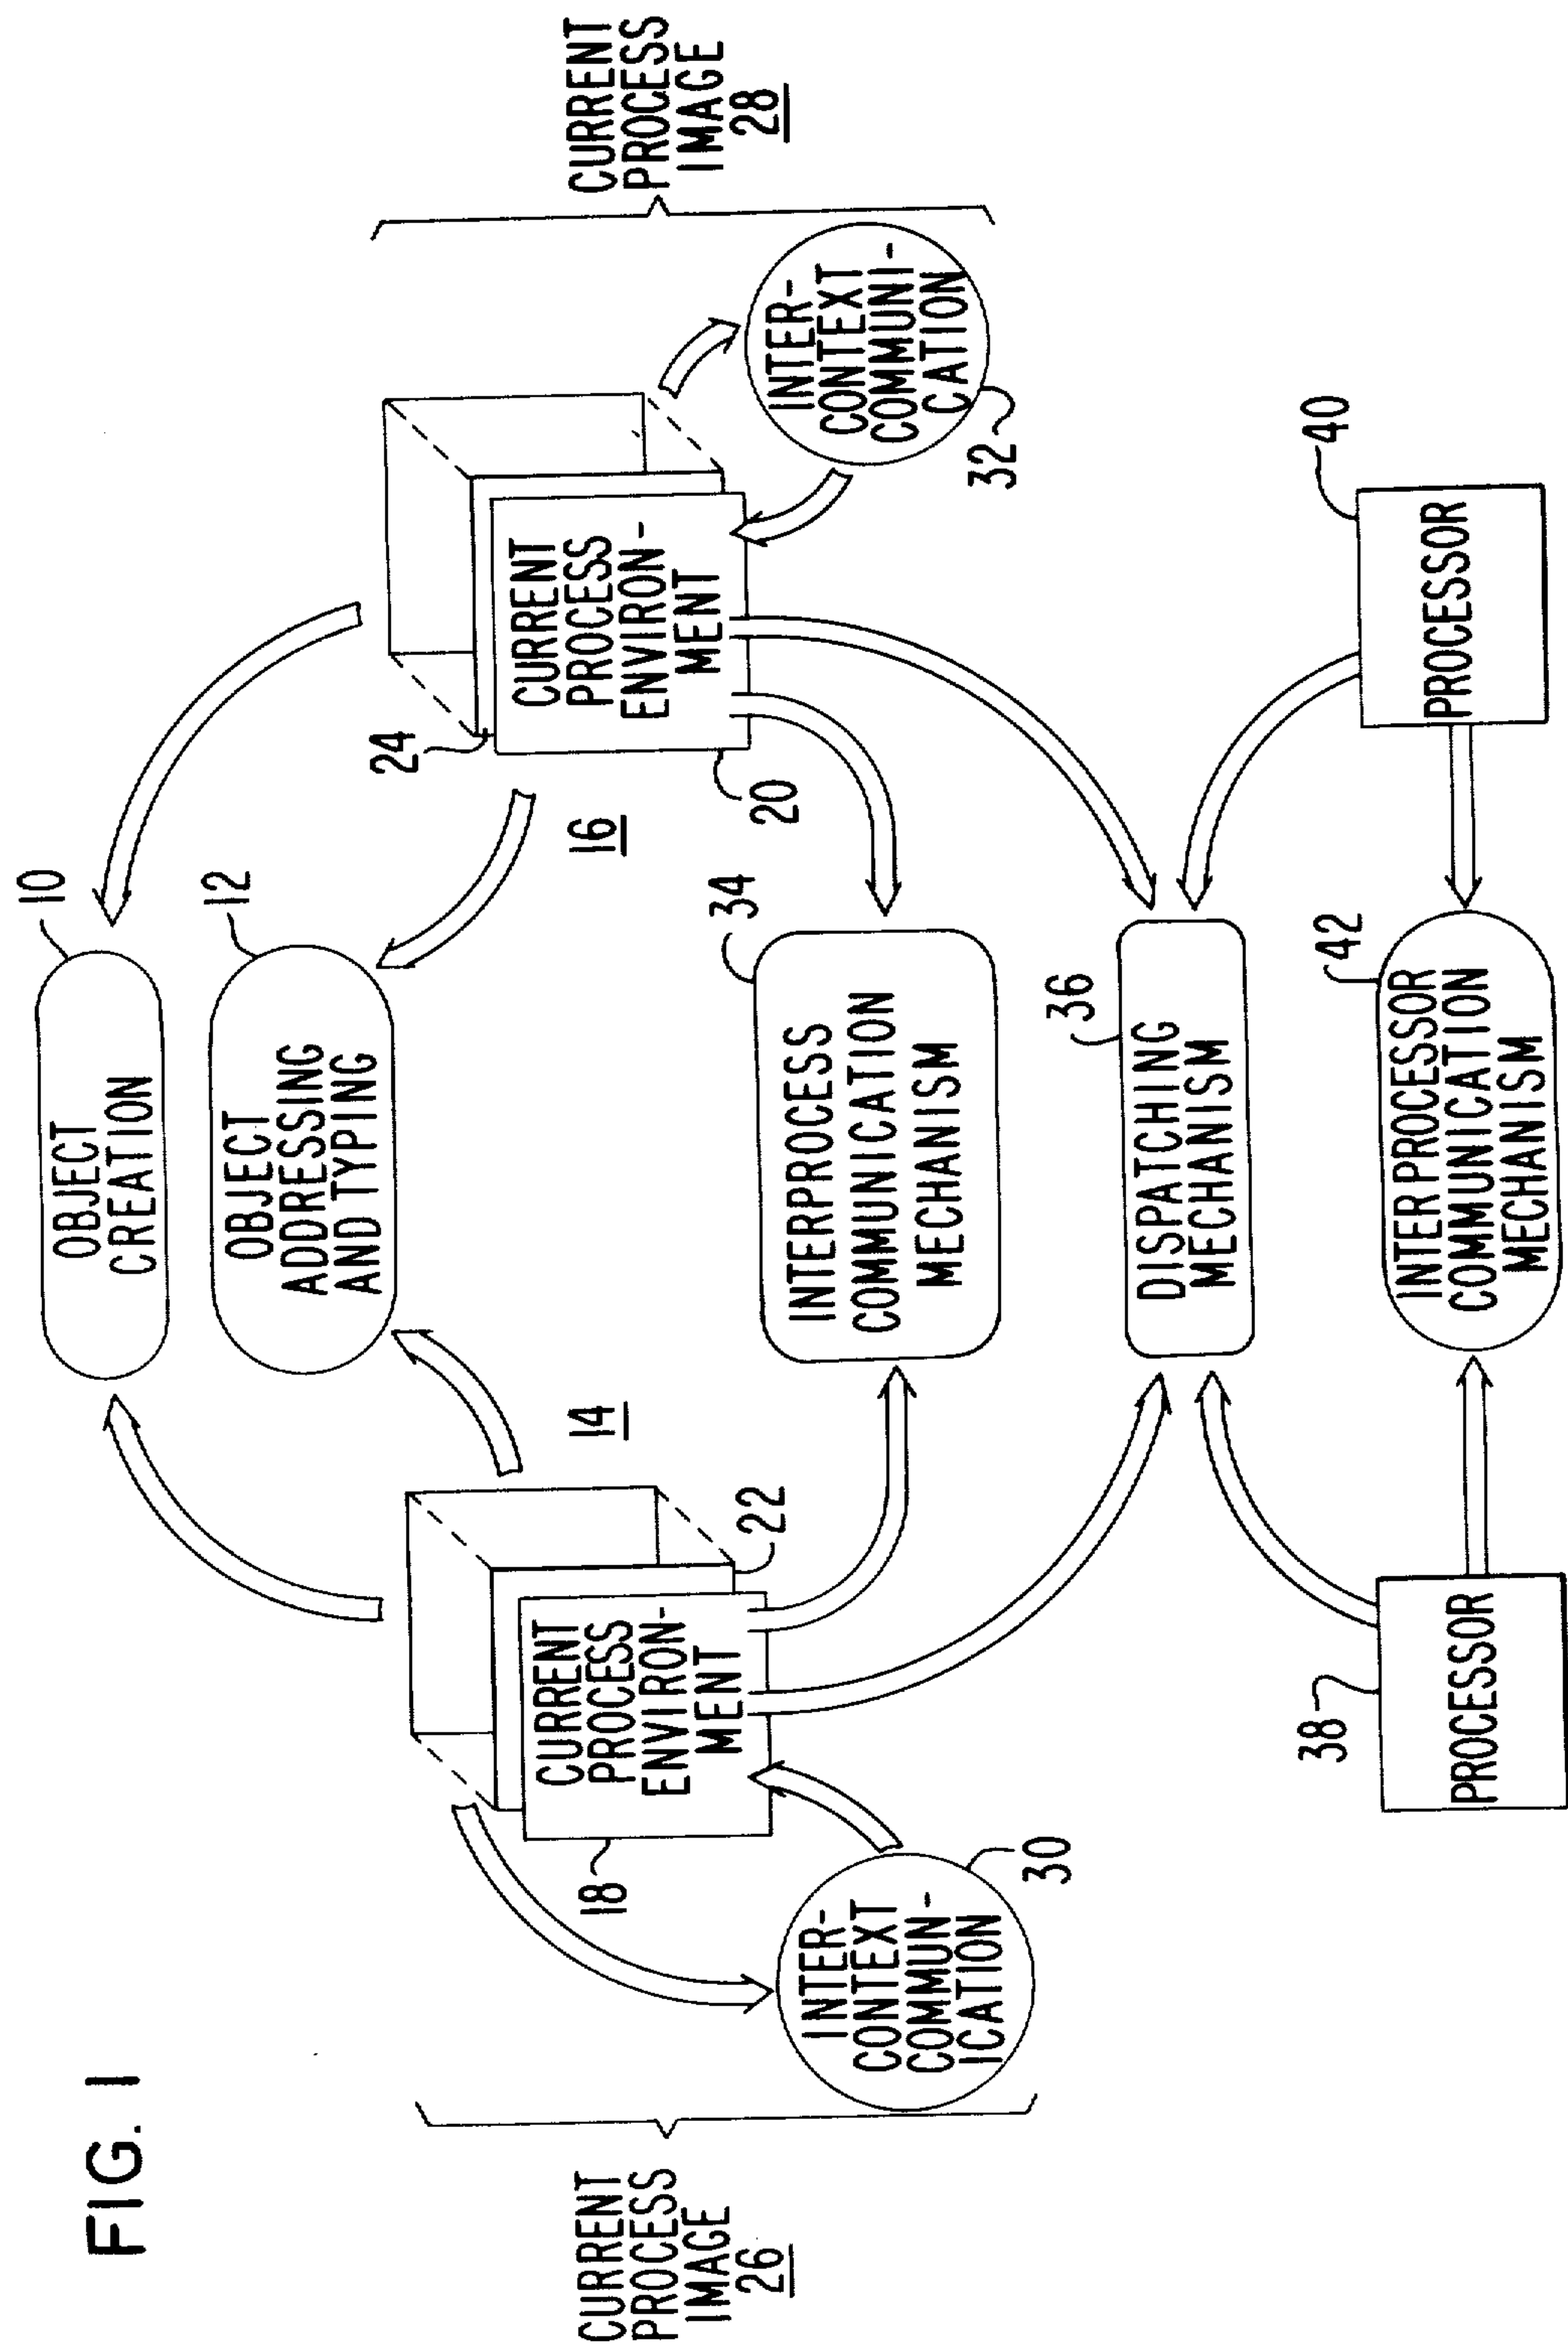 FIG. 1
10
OBJECT
CREATION
12
OBJECT
ADDRESSING
AND TYPING
14
16
CURRENT
PROCESS
IMAGE
26
CURRENT
PROCESS
ENVIRON-
MENT
18
22
INTER-
CONTEXT
COMMUN-
ICATION
30
24
CURRENT
PROCESS
ENVIRON-
MENT
20
CURRENT
PROCESS
IMAGE
28
INTER-
CONTEXT
COMMUNI-
CATION
32
34
INTERPROCESS
COMMUNICATION
MECHANISM
36
DISPATCHING
MECHANISM
38
PROCESSOR
42
INTERPROCESSOR
COMMUNICATION
MECHANISM
40
PROCESSOR